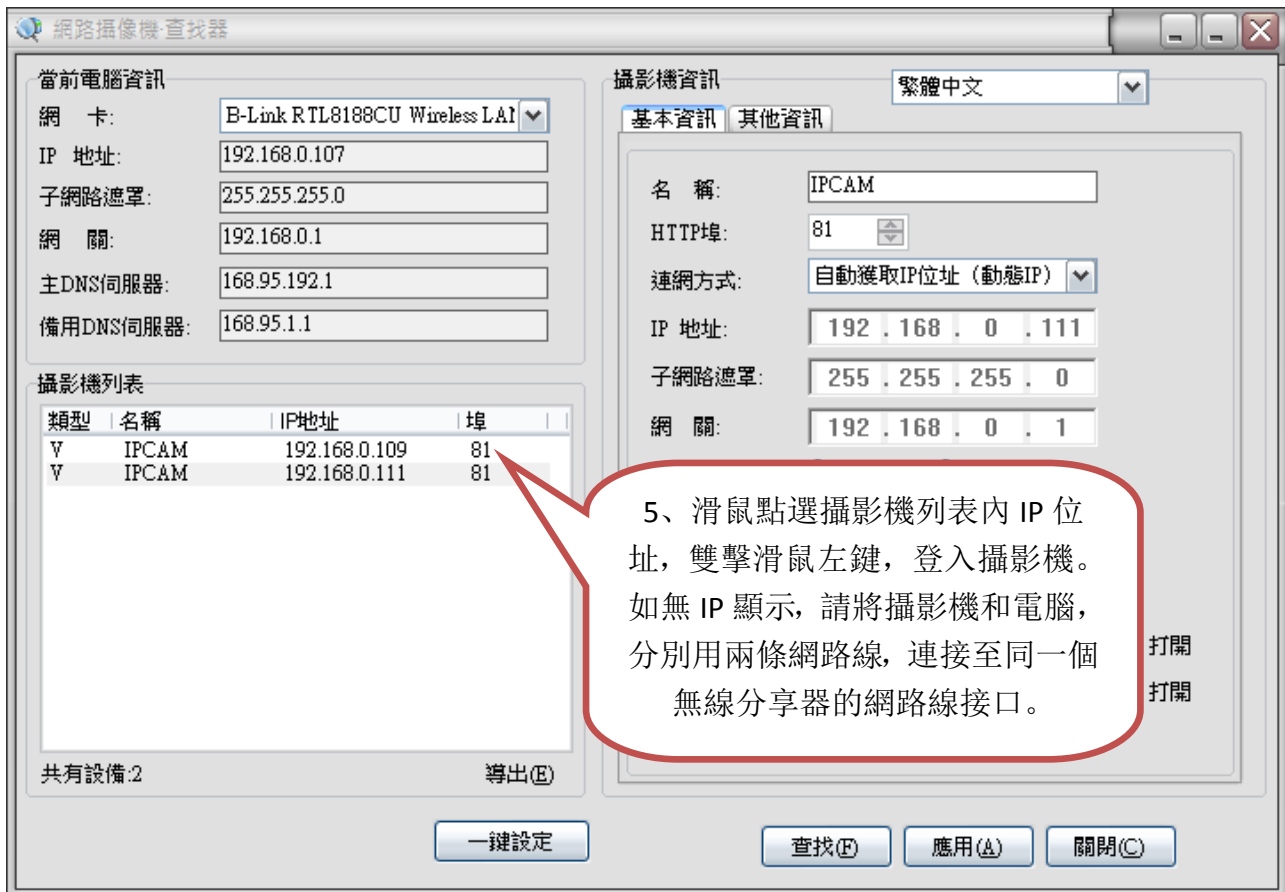 網路攝像機-查找器
當前電腦資訊
網 卡:
B-Link RTL8188CU Wireless LAN
IP 地址:
192.168.0.107
子網路遮罩:
255.255.255.0
網 關:
192.168.0.1
主DNS伺服器:
168.95.192.1
備用DNS伺服器:
168.95.1.1
攝影機列表
類型 名稱 IP地址 埠
V IPCAM 192.168.0.109 81
V IPCAM 192.168.0.111 81
共有設備:2
導出(E)
一鍵設定
攝影機資訊
繁體中文
基本資訊 其他資訊
名 稱:
IPCAM
HTTP埠:
81
連網方式:
自動獲取IP位址（動態IP）
IP 地址:
192 . 168 . 0 . 111
子網路遮罩:
255 . 255 . 255 . 0
網 關:
192 . 168 . 0 . 1
5、滑鼠點選攝影機列表內 IP 位
址，雙擊滑鼠左鍵，登入攝影機。
如無 IP 顯示，請將攝影機和電腦，
分別用兩條網路線，連接至同一個
無線分享器的網路線接口。
打開
打開
查找(F) 應用(A) 關閉(C)